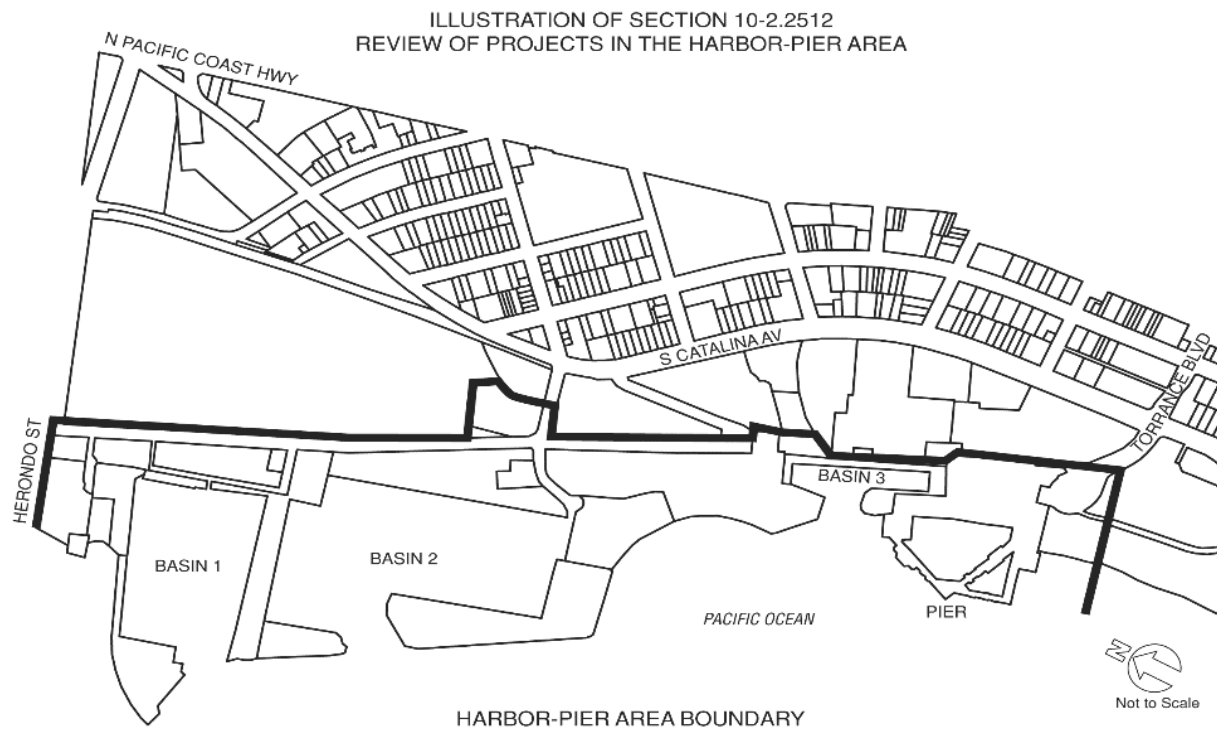 ILLUSTRATION OF SECTION 10-2.2512
REVIEW OF PROJECTS IN THE HARBOR-PIER AREA
N PACIFIC COAST HWY
S CATALINA AV
TORRANCE BLVD
HERONDO ST
BASIN 3
BASIN 1
BASIN 2
PACIFIC OCEAN
PIER
N
Not to Scale
HARBOR-PIER AREA BOUNDARY